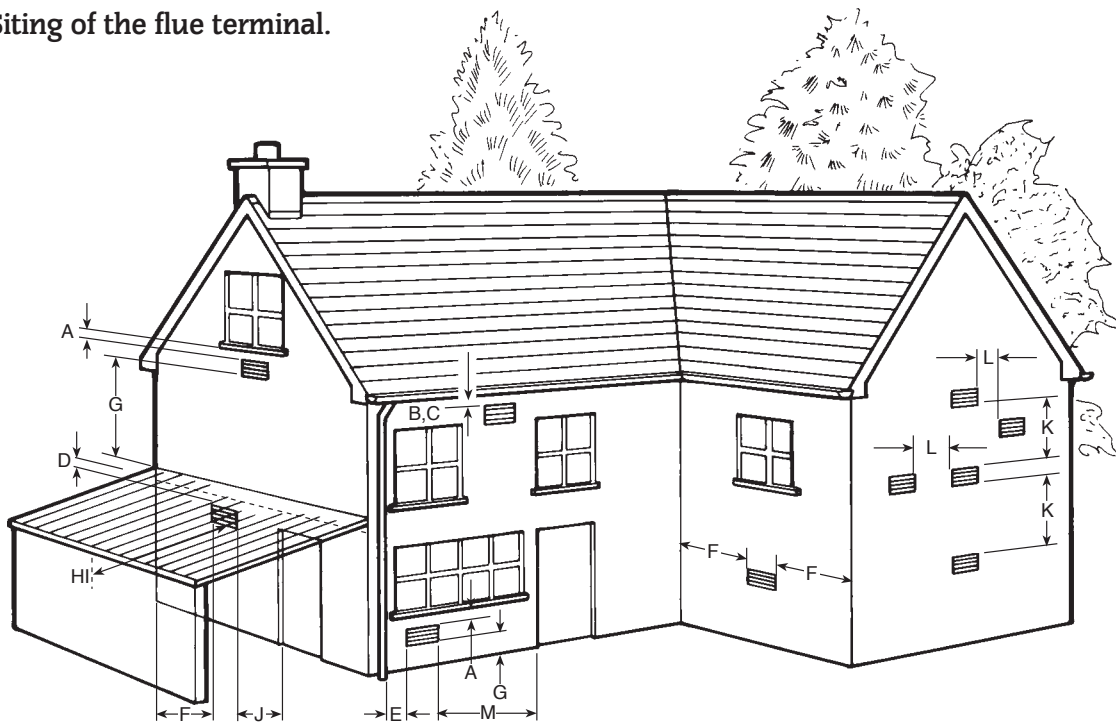 Siting of the flue terminal.
A
G
D
HI
F
J
B,C
E
A
G
M
F
F
L
K
L
K